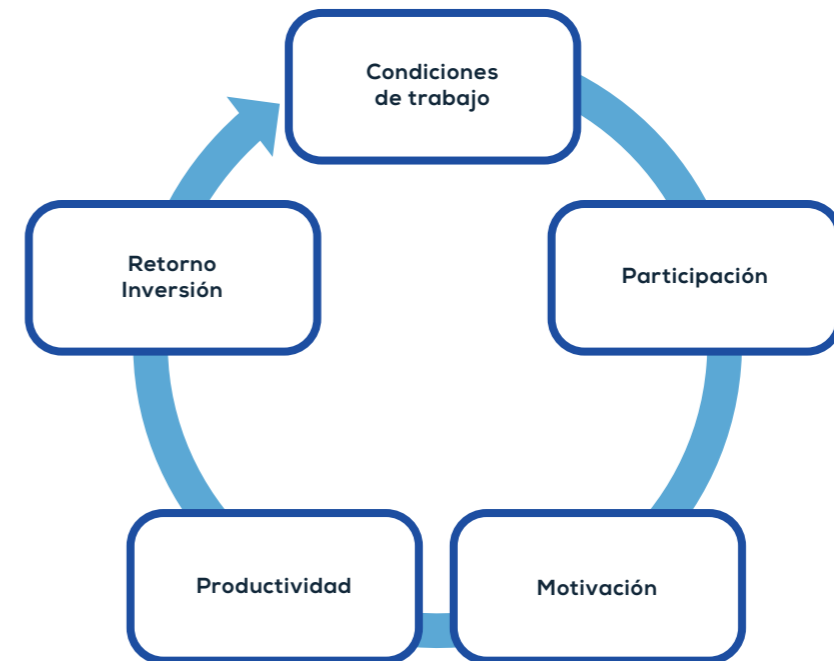 Condiciones
de trabajo
Participación
Motivación
Productividad
Retorno
Inversión